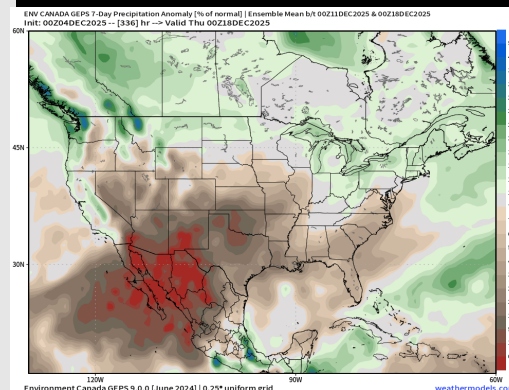 ENV CANADA GEPS 7-Day Precipitation Anomaly [% of normal] | Ensemble Mean b/t 00Z11DEC2025 & 00Z18DEC2025
Init: 00Z04DEC2025 -- [336] hr --> Valid Thu 00Z18DEC2025
60N
45N
30N
120W
90W
60W
Environment Canada GEPS 9.0.0 [June 2024] | 0.25° uniform grid
weathermodels.co